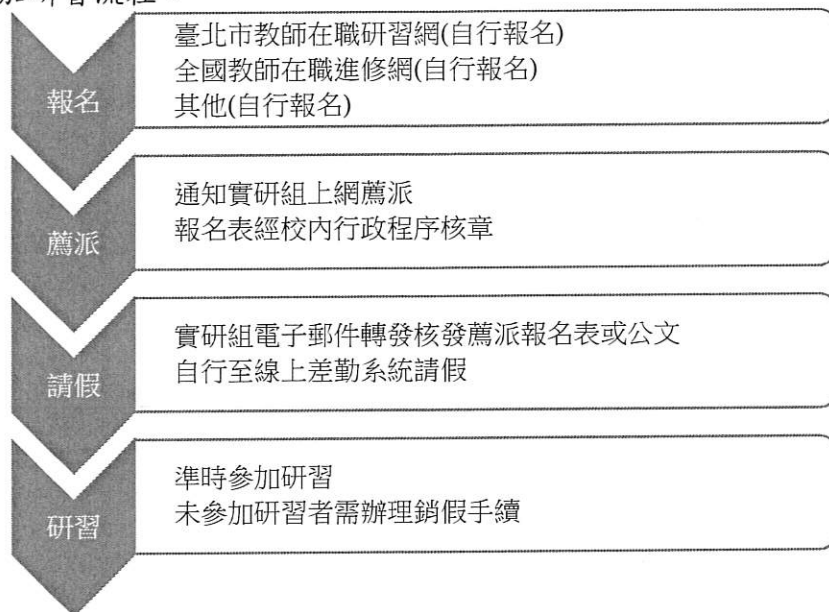 研習流程
報名
臺北市教師在職研習網(自行報名)
全國教師在職進修網(自行報名)
其他(自行報名)
薦派
通知實研組上網薦派
報名表經校內行政程序核章
請假
實研組電子郵件轉發核發薦派報名表或公文
自行至線上差勤系統請假
研習
準時參加研習
未參加研習者需辦理銷假手續